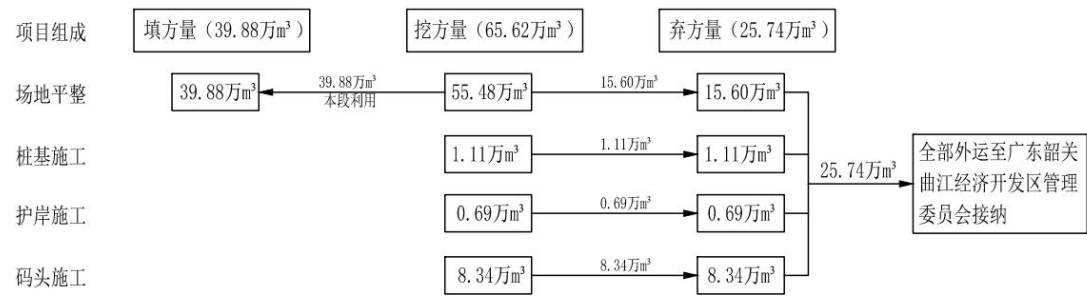 项目组成 填方量（39.88万m³） 挖方量（65.62万m³） 弃方量（25.74万m³）
场地平整 39.88万m³ 39.88万m³ 本段利用 55.48万m³ 15.60万m³ 15.60万m³
桩基施工 1.11万m³ 1.11万m³ 1.11万m³
护岸施工 0.69万m³ 0.69万m³ 0.69万m³
码头施工 8.34万m³ 8.34万m³ 8.34万m³
25.74万m³
全部外运至广东韶关
曲江经济开发区管理
委员会接纳